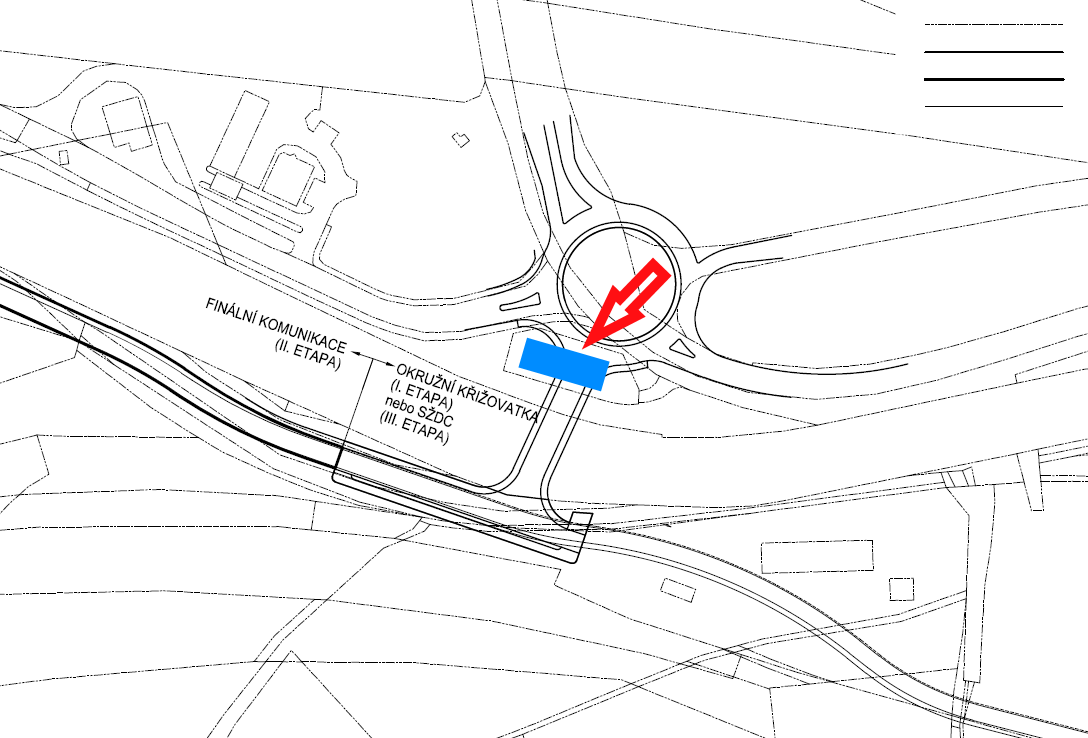 FINÁLNÍ KOMUNIKACE
(II. ETAPA)
OKRUŽNÍ KŘIŽOVATKA
(I. ETAPA)
nebo SŽDC
(III. ETAPA)